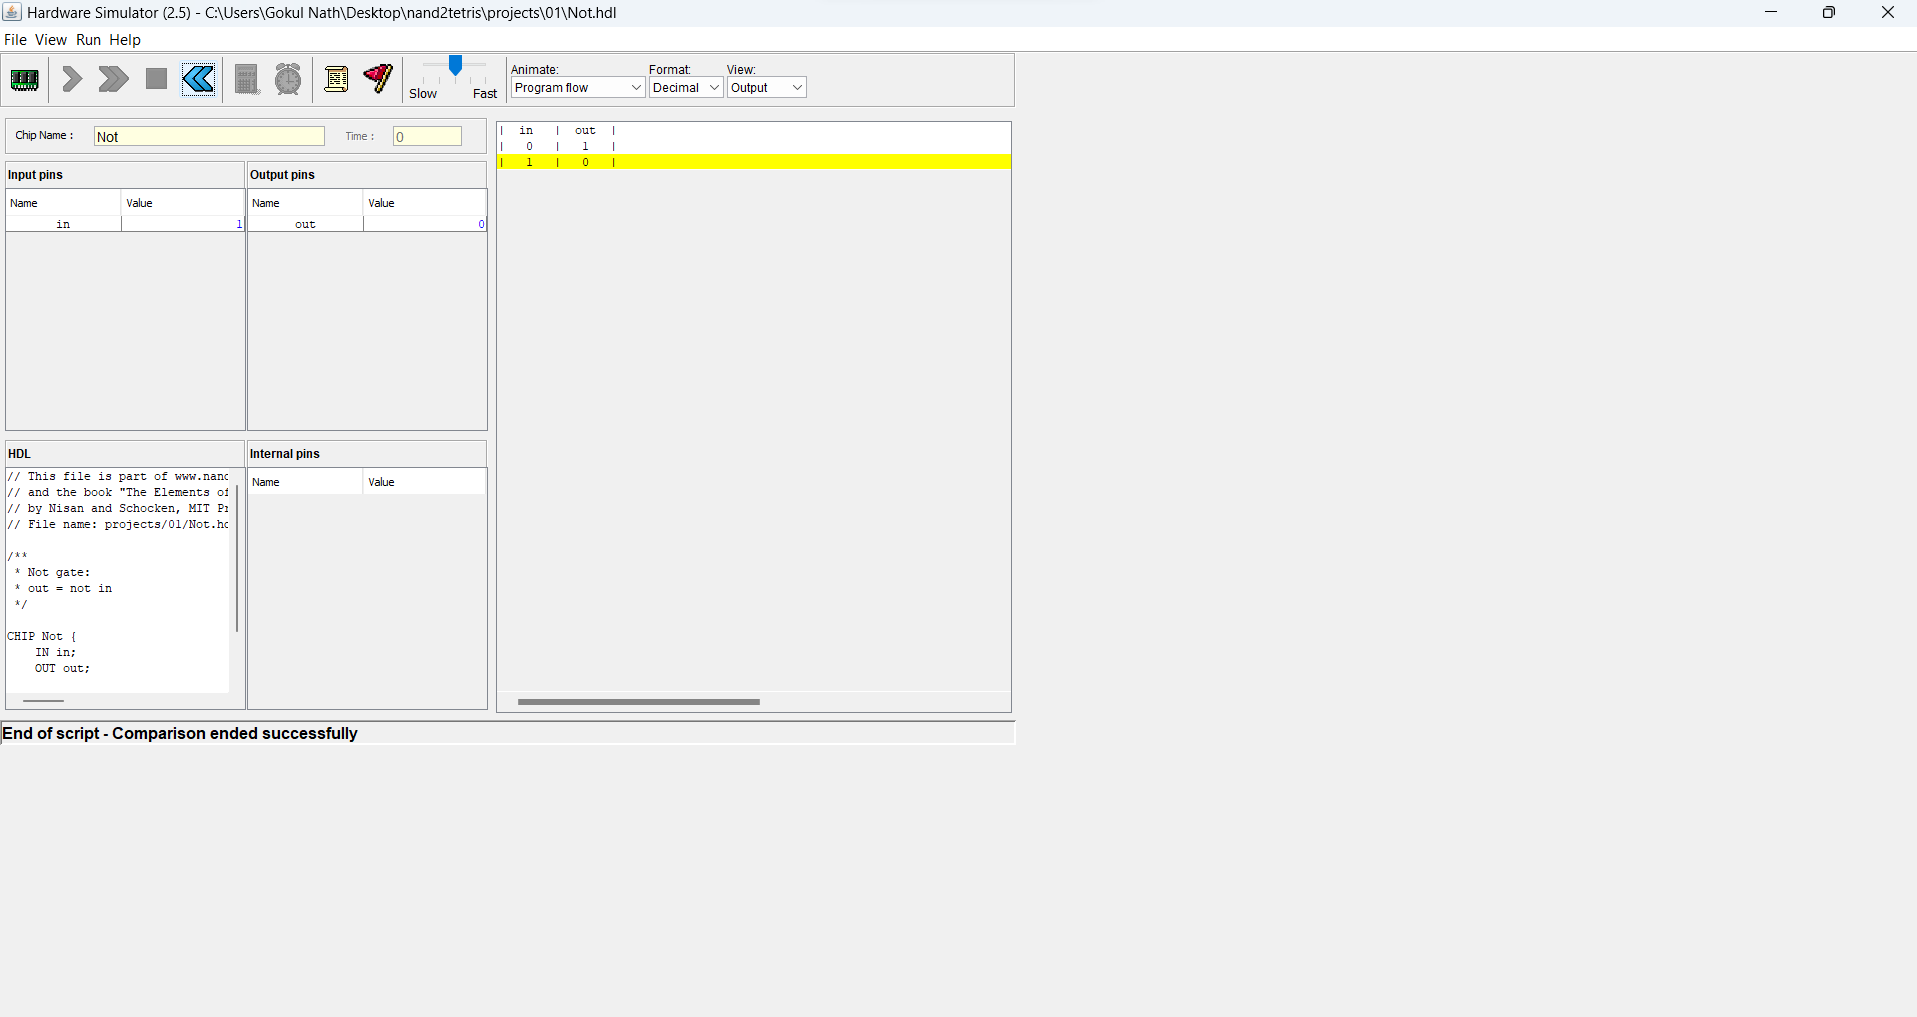 Hardware Simulator (2.5) - C:\Users\Gokul Nath\Desktop\nand2tetris\projects\01\Not.hdl
File View Run Help
Slow Fast
Animate: Format: View:
Program flow Decimal Output
Chip Name : Not Time : 0
Input pins Output pins
Name Value Name Value
in 1 out 0
| in | out |
| 0 | 1 |
| 1 | 0 |
HDL Internal pins
Name Value
// This file is part of www.nand
// and the book "The Elements of
// by Nisan and Schocken, MIT Pr
// File name: projects/01/Not.hd
/**
* Not gate:
* out = not in
*/
CHIP Not {
IN in;
OUT out;
End of script - Comparison ended successfully